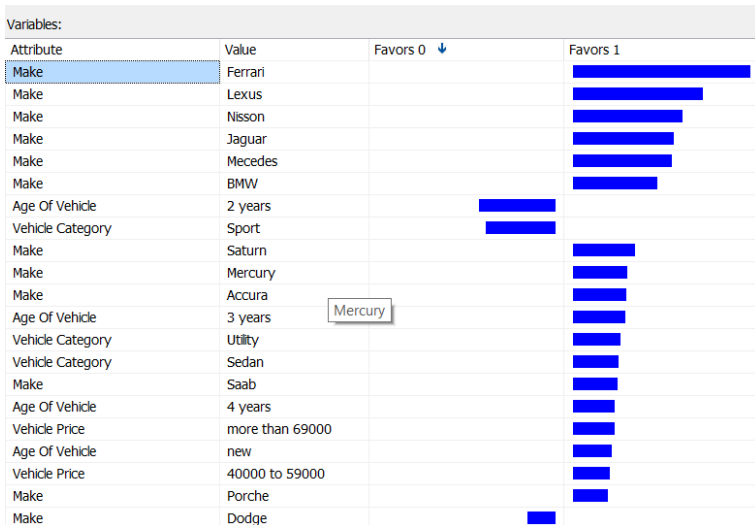 Variables:
Attribute Value Favors 0 Favors 1
Make Ferrari
Make Lexus
Make Nisson
Make Jaguar
Make Mecedes
Make BMW
Age Of Vehicle 2 years
Vehicle Category Sport
Make Saturn
Make Mercury
Make Accura
Mercury
Age Of Vehicle 3 years
Vehicle Category Utility
Vehicle Category Sedan
Make Saab
Age Of Vehicle 4 years
Vehicle Price more than 69000
Age Of Vehicle new
Vehicle Price 40000 to 59000
Make Porche
Make Dodge